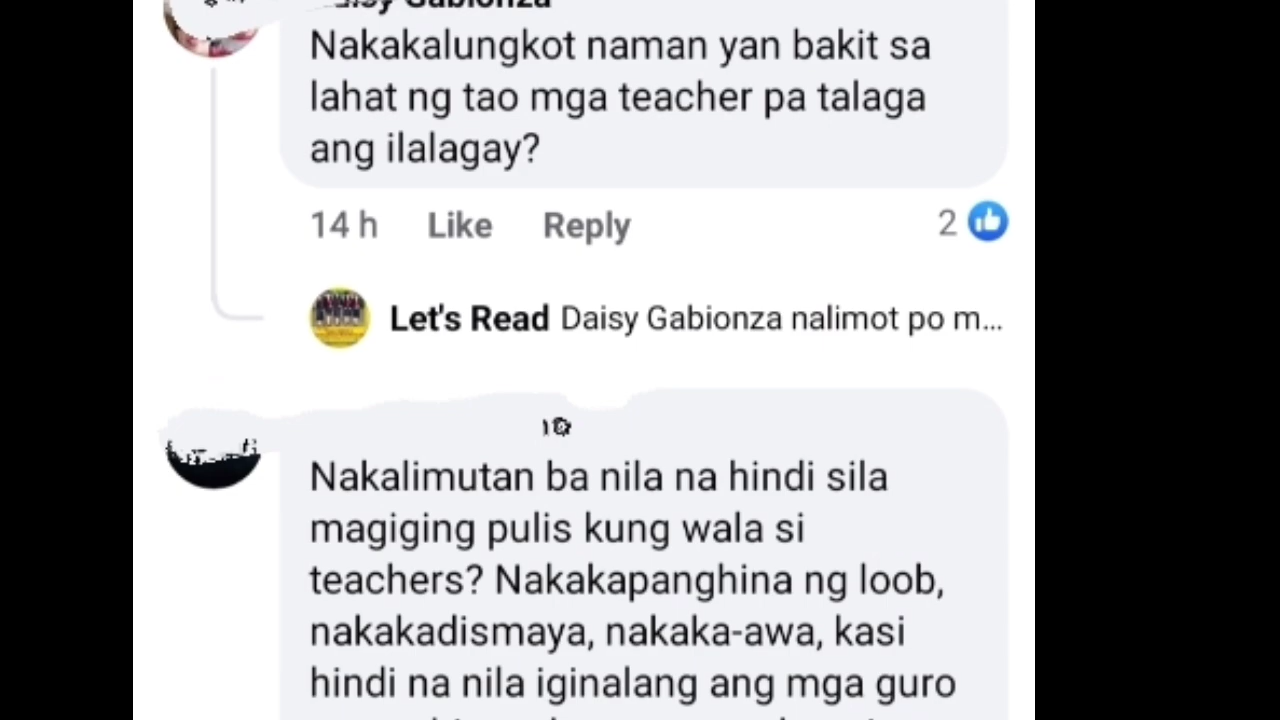 Gabionza
Nakakalungkot naman yan bakit sa
lahat ng tao mga teacher pa talaga
ang ilalagay?
14 h Like Reply 2
Let's Read Daisy Gabionza nalimot po m...
Nakalimutan ba nila na hindi sila
magiging pulis kung wala si
teachers? Nakakapanghina ng loob,
nakakadismaya, nakaka-awa, kasi
hindi na nila iginalang ang mga guro